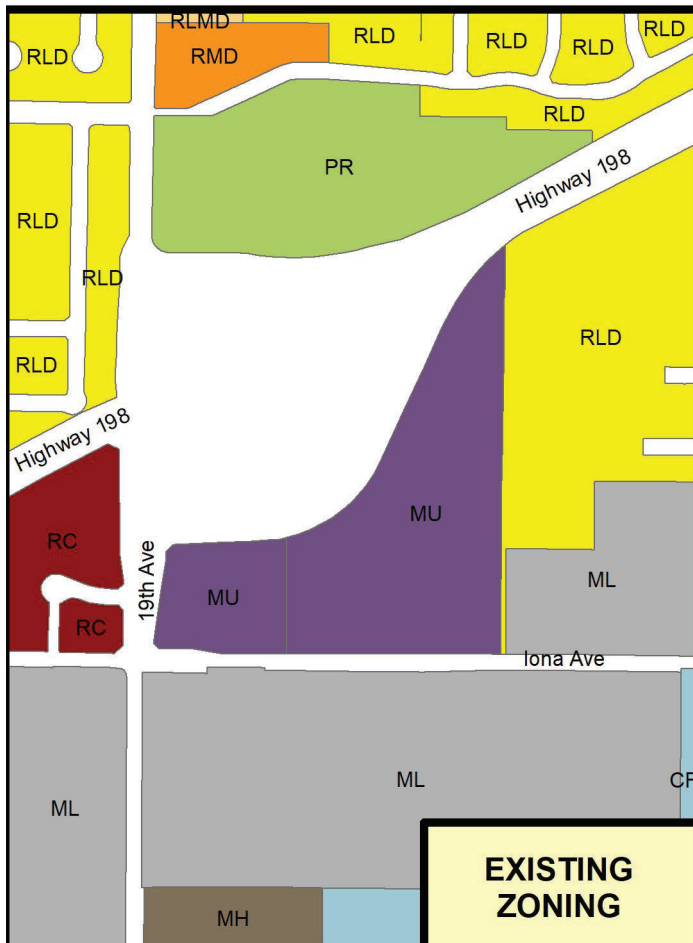 RLMD
RLD
RMD
RLD
RLD
RLD
RLD
RLD
PR
Highway 198
RLD
RLD
RLD
RLD
Highway 198
MU
RC
19th Ave
ML
MU
RC
Iona Ave
ML
ML
CF
MH
EXISTING
ZONING